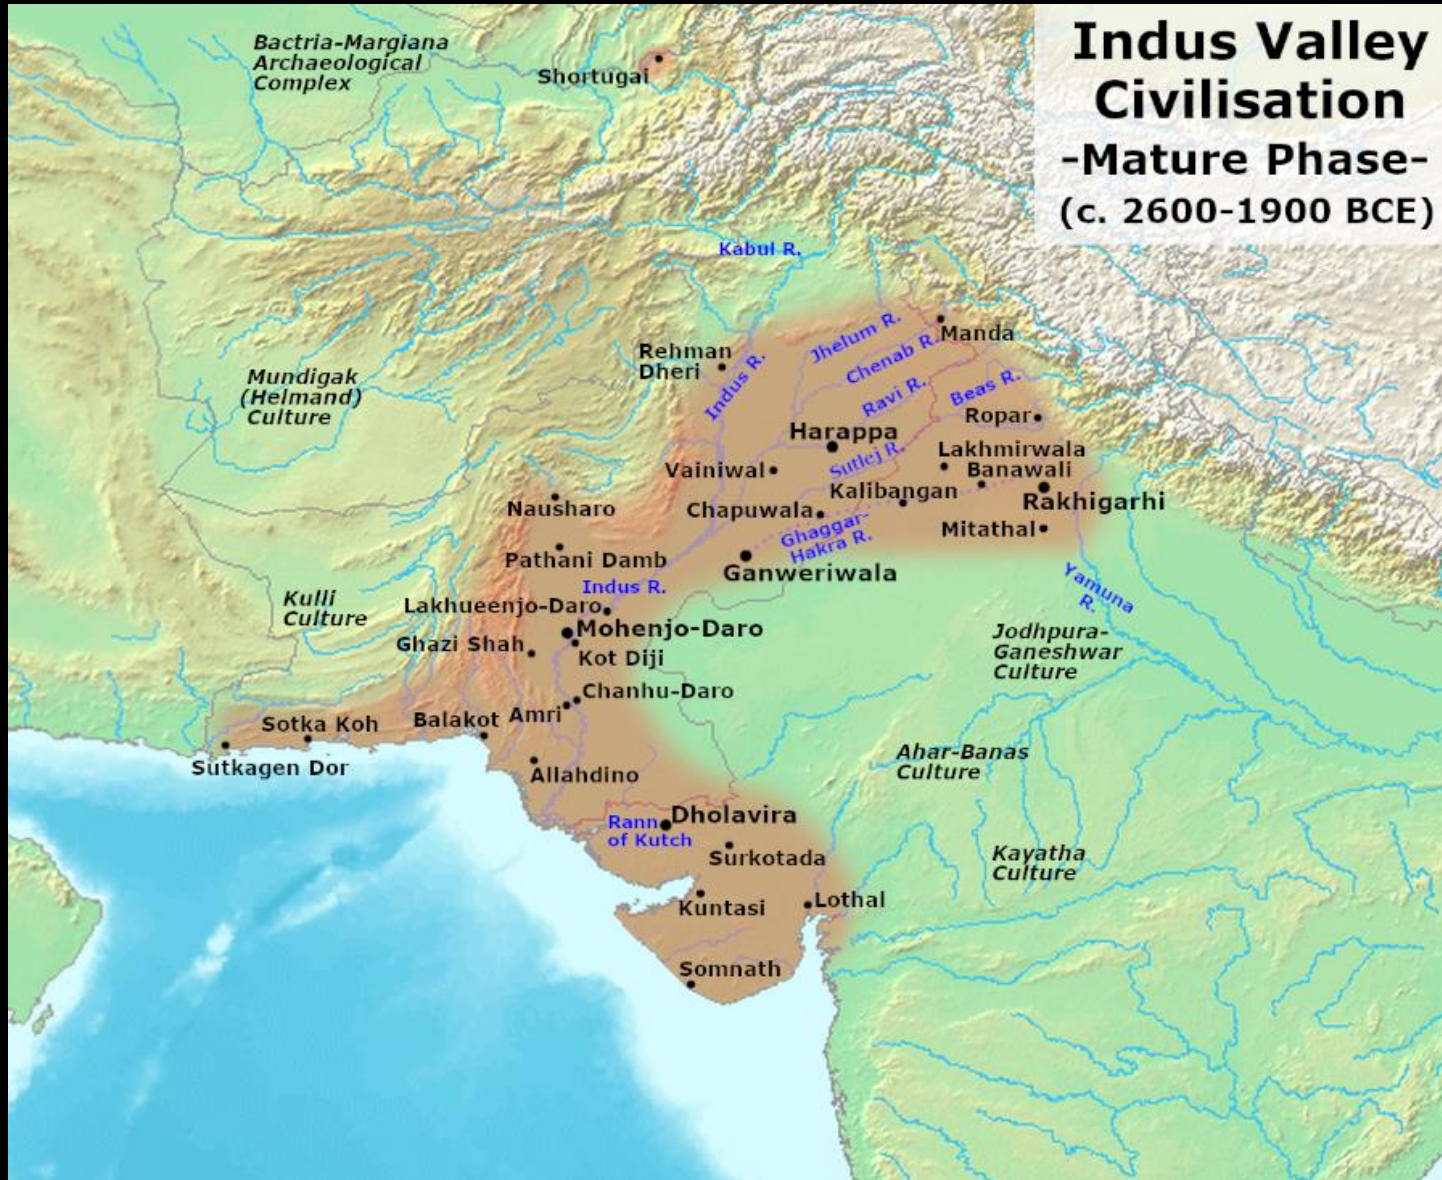 Indus Valley
Civilisation
-Mature Phase-
(c. 2600-1900 BCE)
Bactria-Margiana
Archaeological
Complex
Shortugai
Kabul R.
Manda
Jhelum R.
Rehman
Dheri
Indus R.
Chenab R.
Mundigak
(Helmand)
Culture
Ravi R.
Beas R.
Ropar
Harappa
Lakhmirwala
Sutlej R.
Vainiwal
Banawali
Kalibangan
Rakhigarhi
Nausharo
Chapuwala
Mitathal
Ghaggar-
Hakra R.
Pathani Damb
Ganweriwala
Indus R.
Yamuna
R.
Kulli
Culture
Lakhueenjo-Daro
Mohenjo-Daro
Jodhpura-
Ganeshwar
Culture
Ghazi Shah
Kot Diji
Chanhu-Daro
Sotka Koh
Balakot
Amri
Ahar-Banas
Culture
Sutkagen Dor
Allahdino
Dholavira
Rann
of Kutch
Surkotada
Kayatha
Culture
Kuntasi
Lothal
Somnath